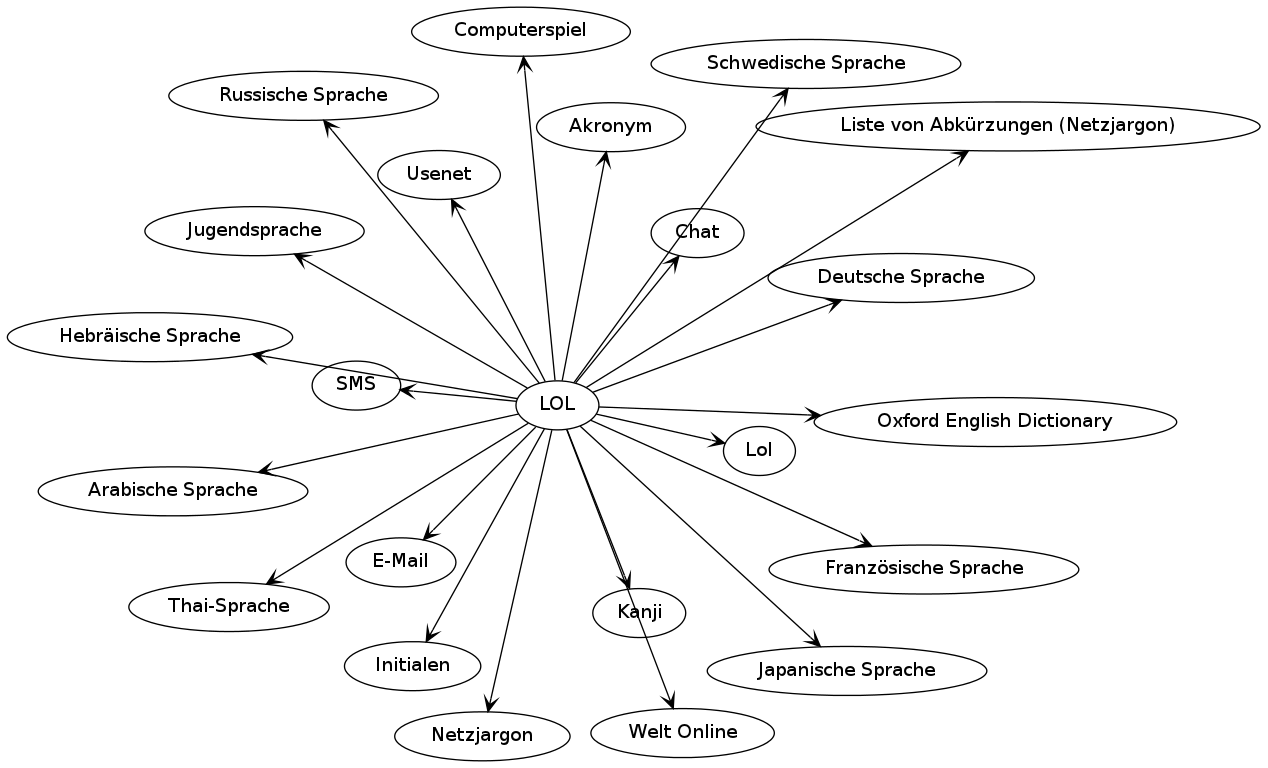 Computerspiel
Schwedische Sprache
Russische Sprache
Akronym
Liste von Abkürzungen (Netzjargon)
Usenet
Jugendsprache
Chat
Deutsche Sprache
Hebräische Sprache
SMS
LOL
Oxford English Dictionary
Lol
Arabische Sprache
E-Mail
Französische Sprache
Thai-Sprache
Kanji
Initialen
Japanische Sprache
Netzjargon
Welt Online